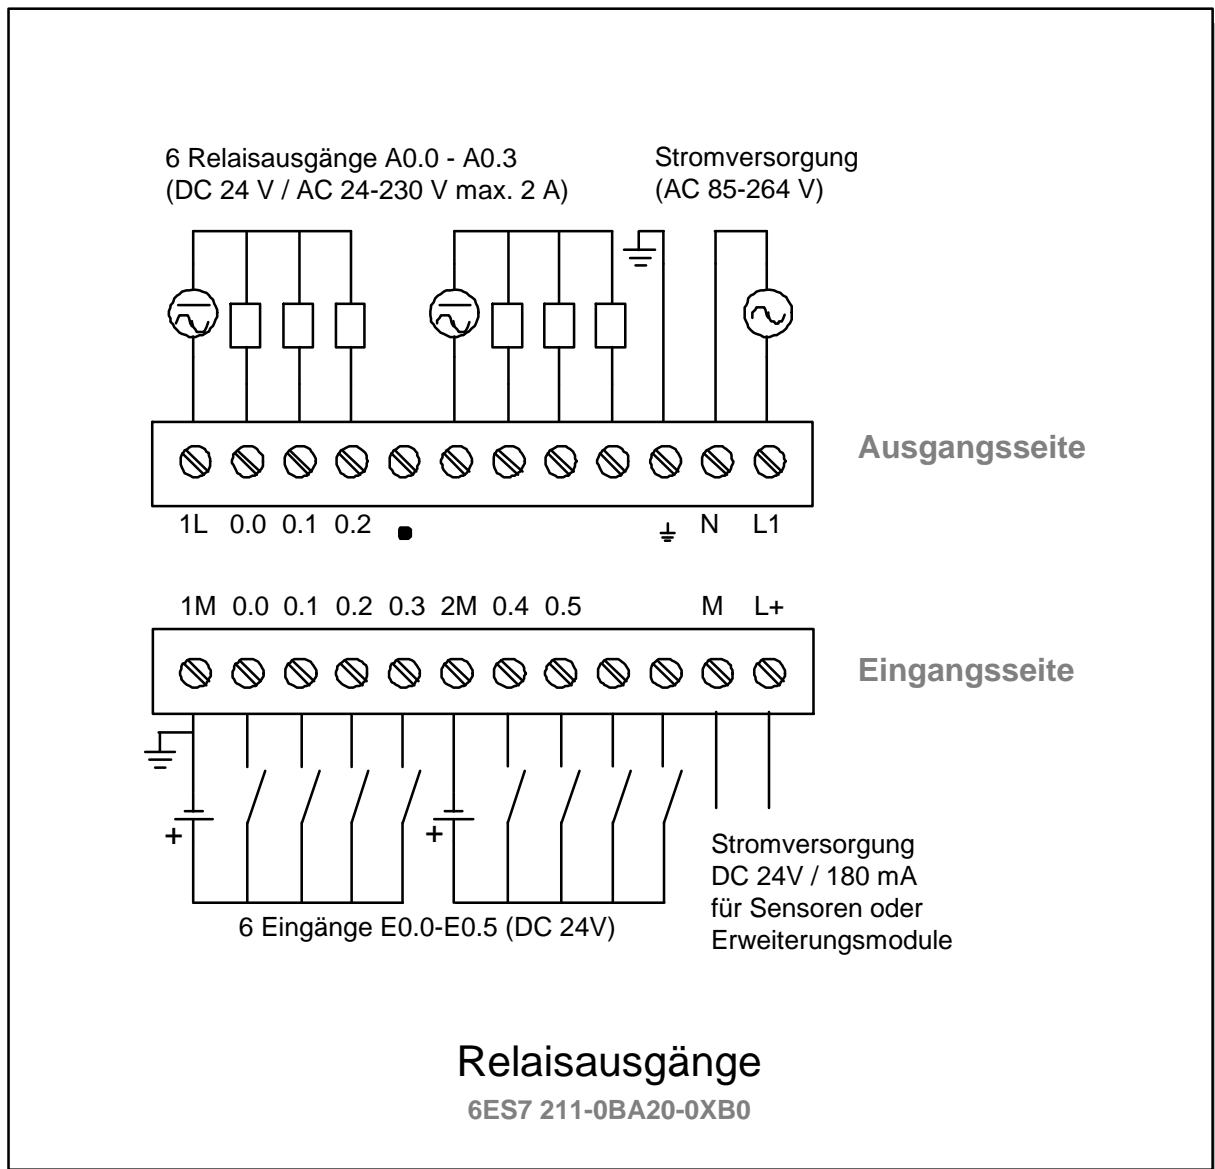 6 Relaisausgänge A0.0 - A0.3
(DC 24 V / AC 24-230 V max. 2 A)
Stromversorgung
(AC 85-264 V)
Ausgangsseite
1L 0.0 0.1 0.2 N L1
1M 0.0 0.1 0.2 0.3 2M 0.4 0.5 M L+
Eingangsseite
+ +
6 Eingänge E0.0-E0.5 (DC 24V)
Stromversorgung
DC 24V / 180 mA
für Sensoren oder
Erweiterungsmodule
Relaisausgänge
6ES7 211-0BA20-0XB0